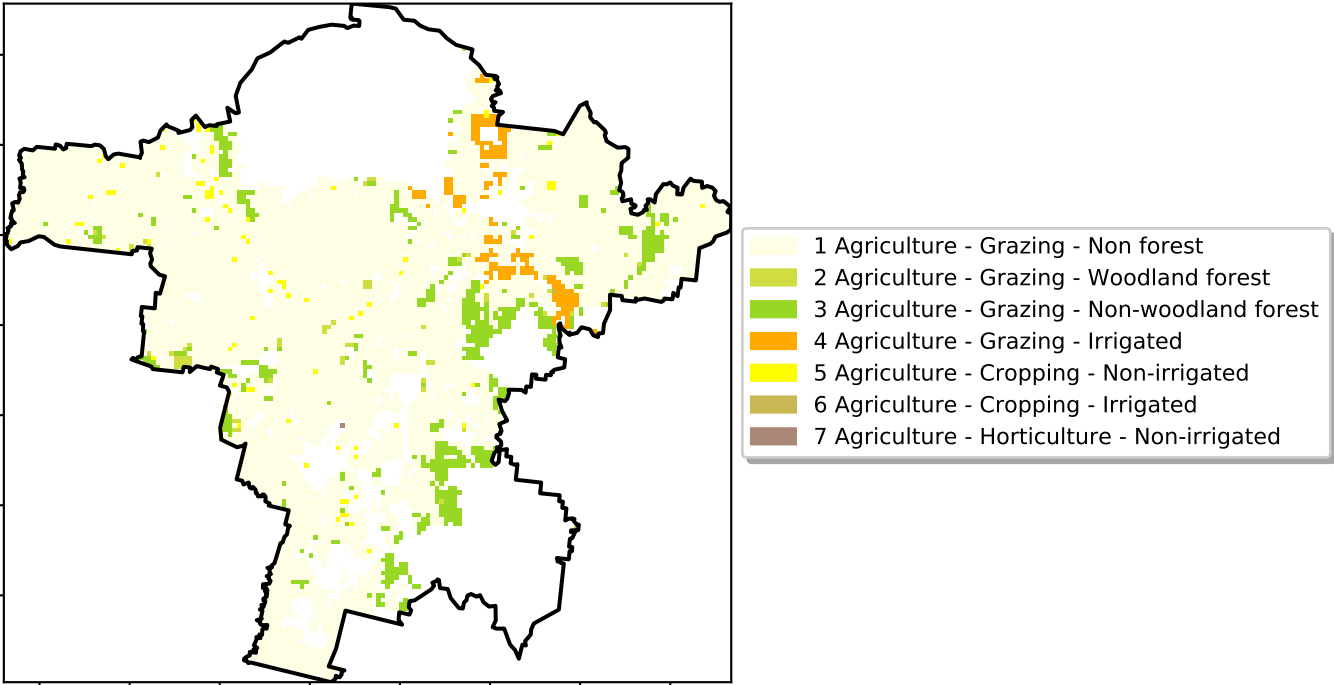 1 Agriculture - Grazing - Non forest
2 Agriculture - Grazing - Woodland forest
3 Agriculture - Grazing - Non-woodland forest
4 Agriculture - Grazing - Irrigated
5 Agriculture - Cropping - Non-irrigated
6 Agriculture - Cropping - Irrigated
7 Agriculture - Horticulture - Non-irrigated